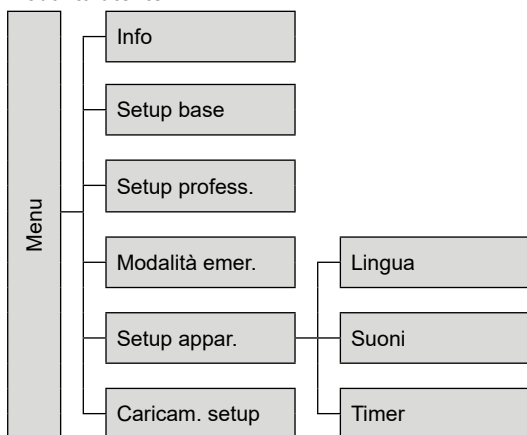 Menu
Info
Setup base
Setup profess.
Modalità emer.
Setup appar.
Caricam. setup
Lingua
Suoni
Timer